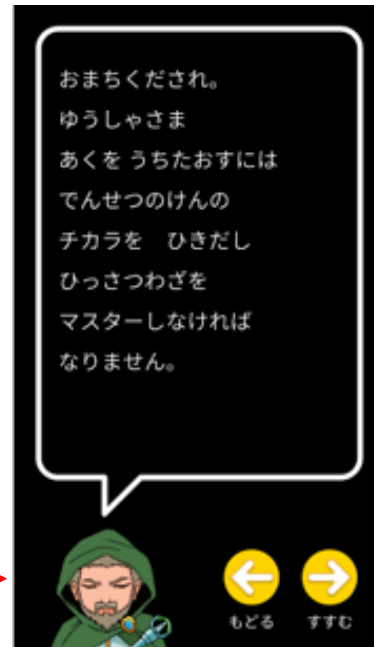 おまちくだされ。
ゆうしゃさま
あくを うちたおすには
でんせつのけんの
チカラを　ひきだし
ひっさつわざを
マスターしなければ
なりません。
もどる
すすむ